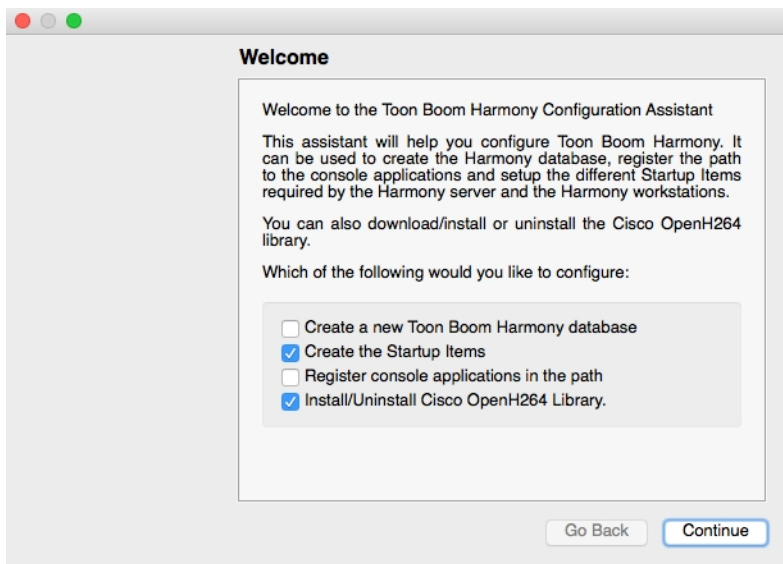 Welcome
Welcome to the Toon Boom Harmony Configuration Assistant
This assistant will help you configure Toon Boom Harmony. It
can be used to create the Harmony database, register the path
to the console applications and setup the different Startup Items
required by the Harmony server and the Harmony workstations.
You can also download/install or uninstall the Cisco OpenH264
library.
Which of the following would you like to configure:
Create a new Toon Boom Harmony database
Create the Startup Items
Register console applications in the path
Install/Uninstall Cisco OpenH264 Library.
Go Back
Continue